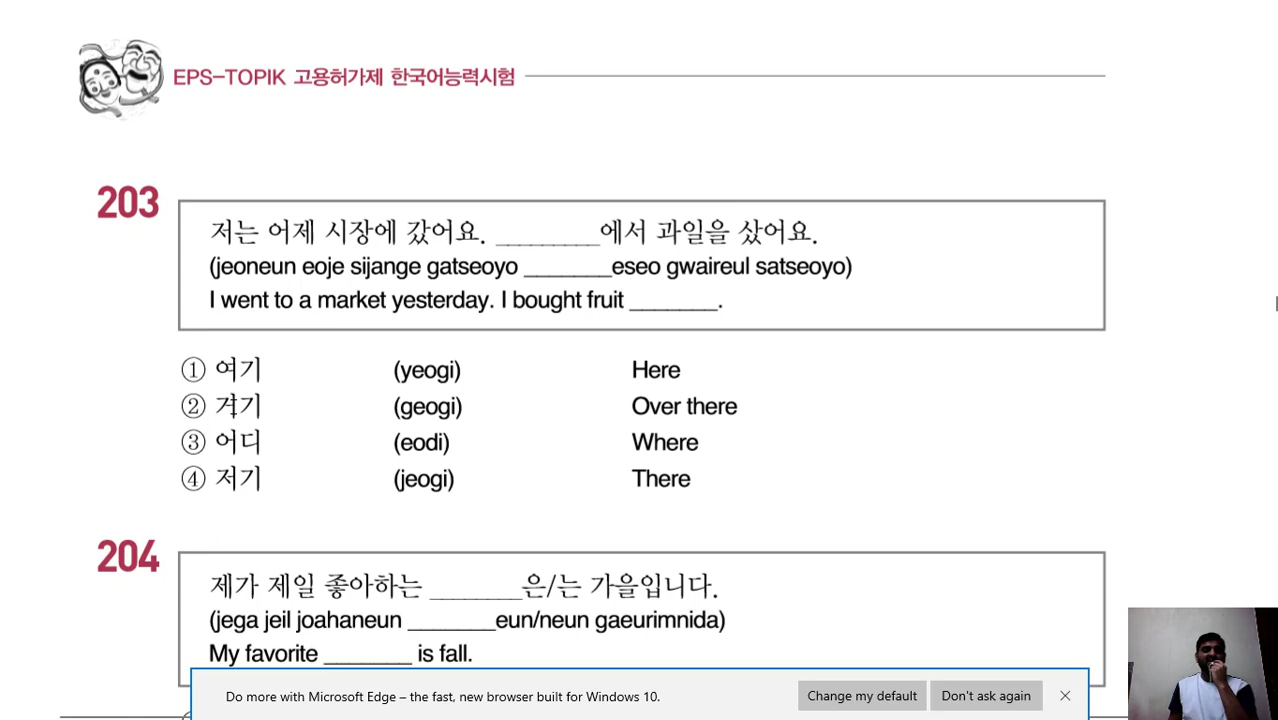 EPS-TOPIK 고용허가제 한국어능력시험
203
저는 어제 시장에 갔어요. _________에서 과일을 샀어요.
(jeoneun eoje sijange gatseoyo _______eseo gwaireul satseoyo)
I went to a market yesterday. I bought fruit _______.
① 여기 (yeogi) Here
② 거기 (geogi) Over there
③ 어디 (eodi) Where
④ 저기 (jeogi) There
204
제가 제일 좋아하는 ________은/는 가을입니다.
(jega jeil joahaneun _______eun/neun gaeurimnida)
My favorite _______ is fall.
Do more with Microsoft Edge – the fast, new browser built for Windows 10.
Change my default
Don't ask again